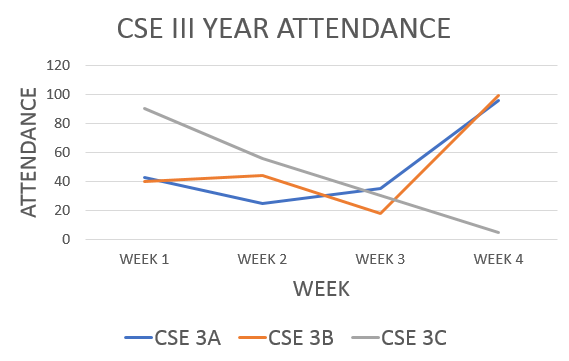 CSE III YEAR ATTENDANCE
ATTENDANCE
120
100
80
60
40
20
0
WEEK 1 WEEK 2 WEEK 3 WEEK 4
WEEK
CSE 3A CSE 3B CSE 3C